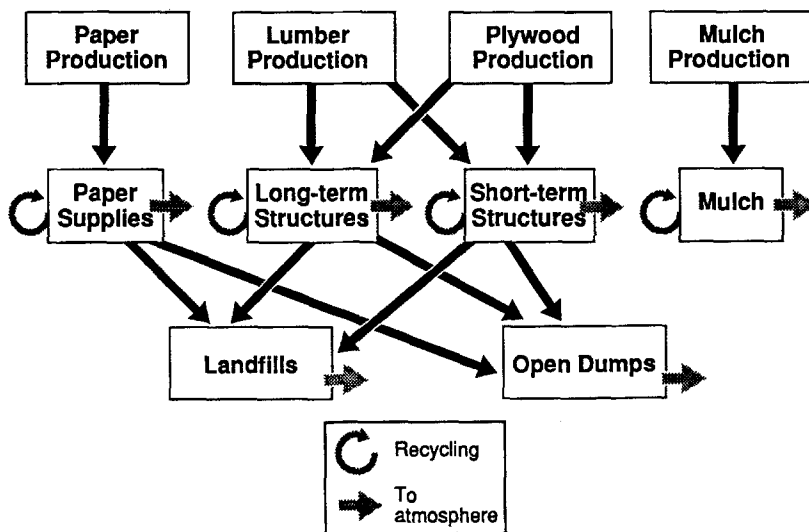 Paper
Production
Lumber
Production
Plywood
Production
Mulch
Production
Paper
Supplies
Long-term
Structures
Short-term
Structures
Mulch
Landfills
Open Dumps
Recycling
To
atmosphere